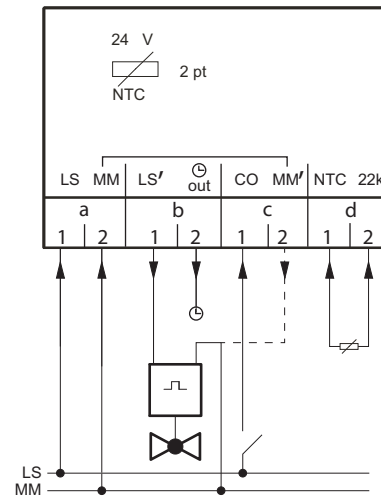 24 V
2 pt
NTC
LS MM LS′ out CO MM′ NTC 22k
a b c d
1 2 1 2 1 2 1 2
LS
MM